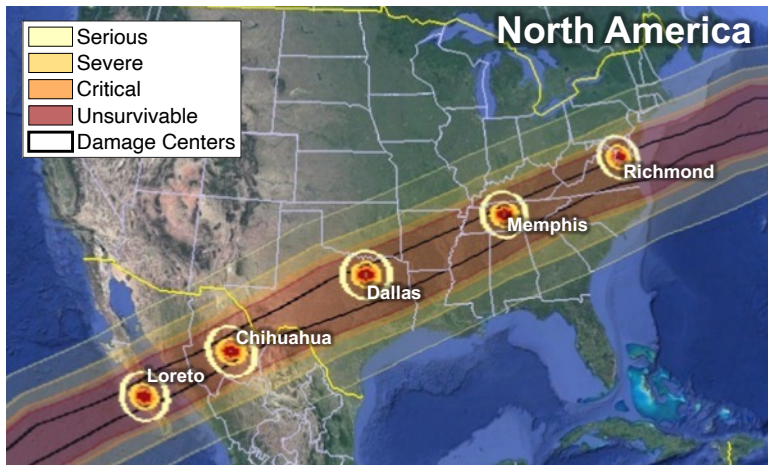 North America
Serious
Severe
Critical
Unsurvivable
Damage Centers
Richmond
Memphis
Dallas
Chihuahua
Loreto